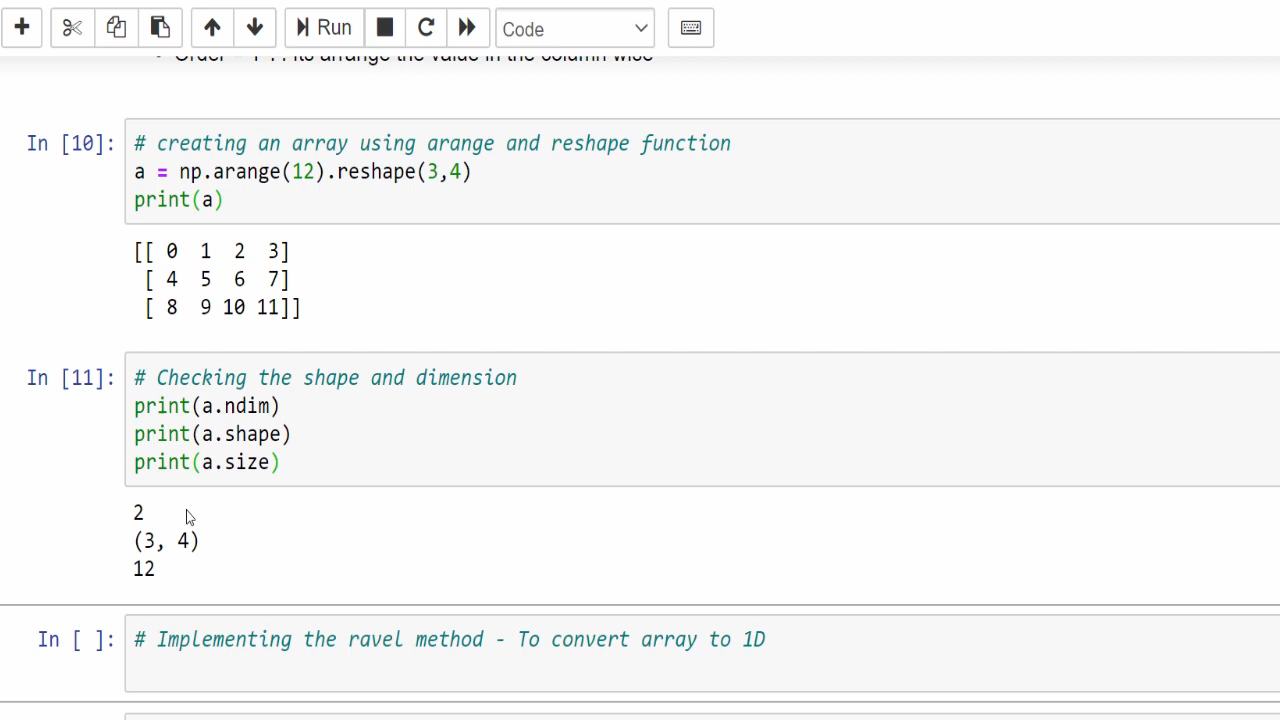 Run
Code
In [10]:
# creating an array using arange and reshape function
a = np.arange(12).reshape(3,4)
print(a)
[[ 0 1 2 3]
[ 4 5 6 7]
[ 8 9 10 11]]
In [11]:
# Checking the shape and dimension
print(a.ndim)
print(a.shape)
print(a.size)
2
(3, 4)
12
In [ ]:
# Implementing the ravel method - To convert array to 1D